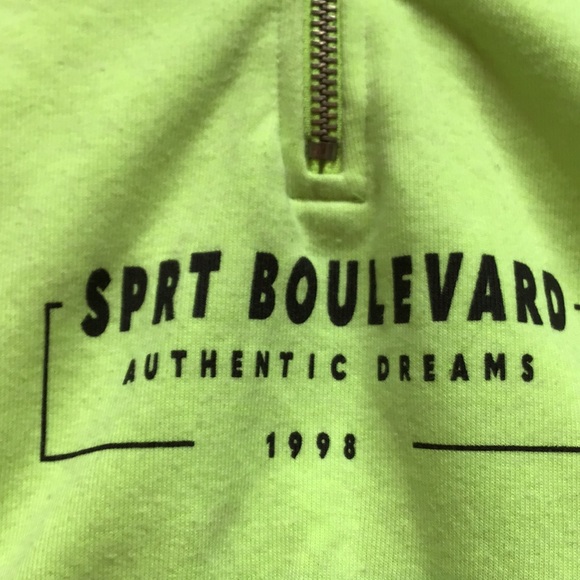 SPRT BOULEVARD
AUTHENTIC DREAMS
1998